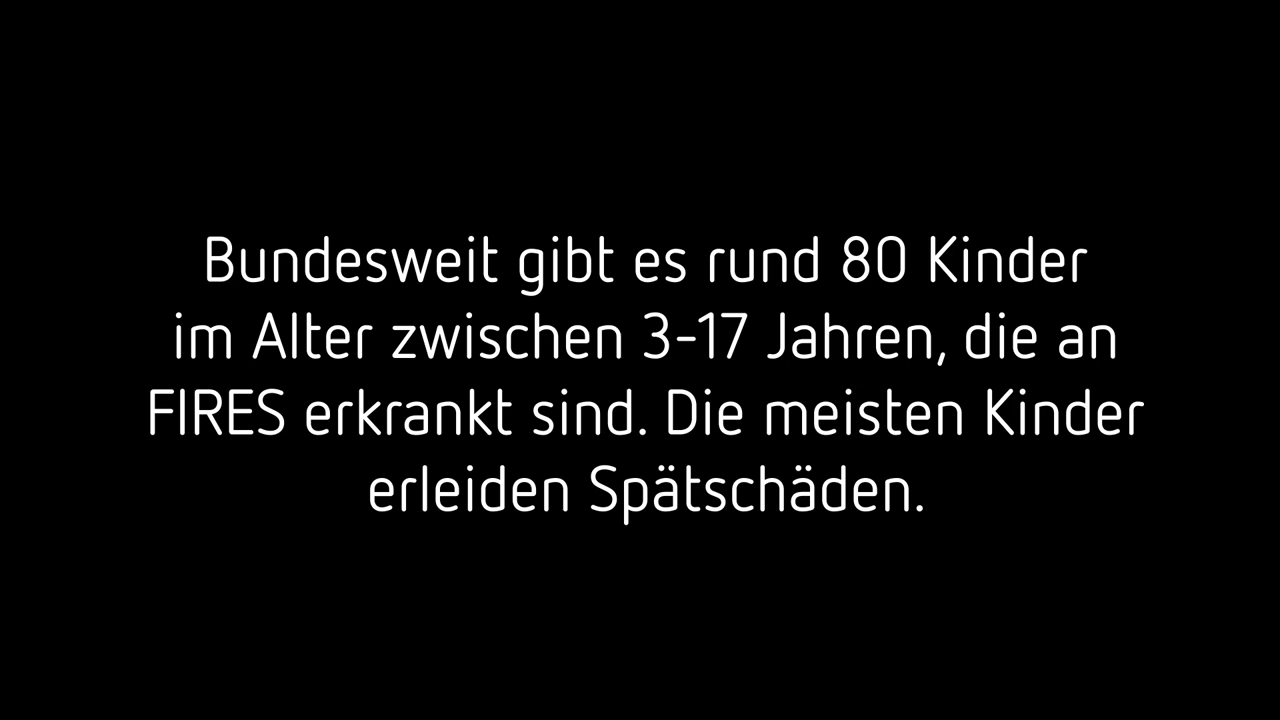 Bundesweit gibt es rund 80 Kinder
im Alter zwischen 3-17 Jahren, die an
FIRES erkrankt sind. Die meisten Kinder
erleiden Spätschäden.